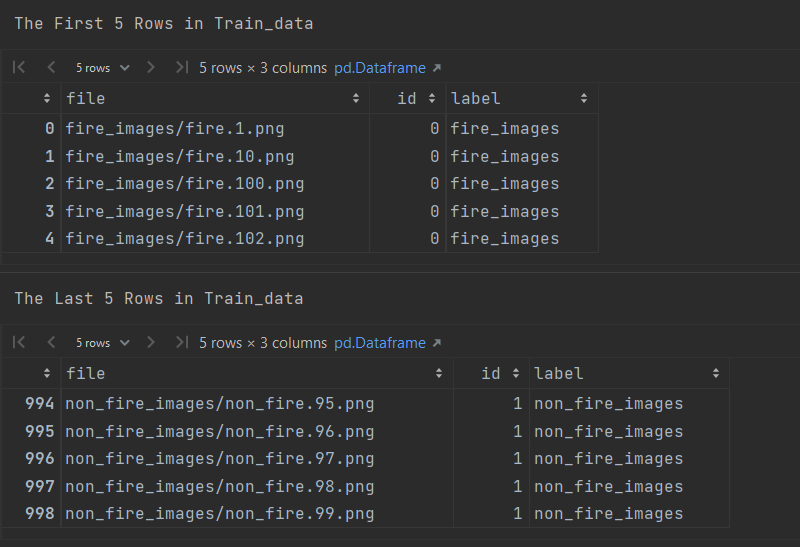 The First 5 Rows in Train_data
5 rows 5 rows × 3 columns pd.Dataframe
file id label
0 fire_images/fire.1.png 0 fire_images
1 fire_images/fire.10.png 0 fire_images
2 fire_images/fire.100.png 0 fire_images
3 fire_images/fire.101.png 0 fire_images
4 fire_images/fire.102.png 0 fire_images
The Last 5 Rows in Train_data
5 rows 5 rows × 3 columns pd.Dataframe
file id label
994 non_fire_images/non_fire.95.png 1 non_fire_images
995 non_fire_images/non_fire.96.png 1 non_fire_images
996 non_fire_images/non_fire.97.png 1 non_fire_images
997 non_fire_images/non_fire.98.png 1 non_fire_images
998 non_fire_images/non_fire.99.png 1 non_fire_images